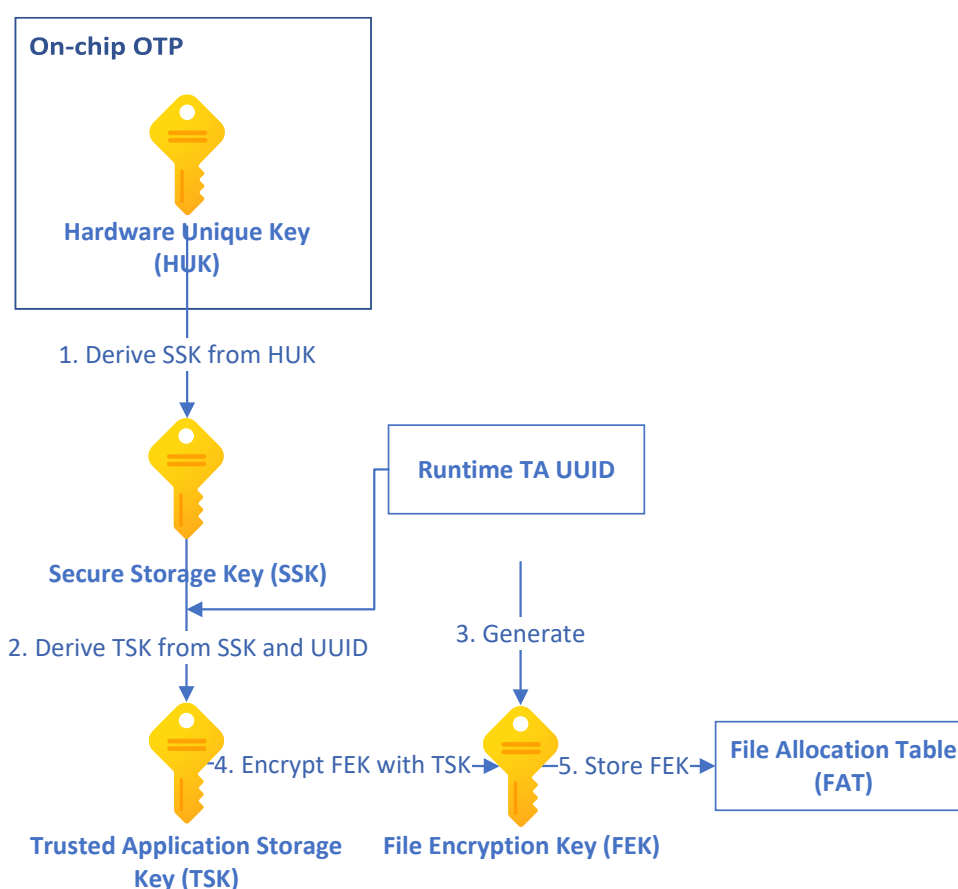 On-chip OTP
Hardware Unique Key
(HUK)
1. Derive SSK from HUK
Runtime TA UUID
Secure Storage Key (SSK)
3. Generate
2. Derive TSK from SSK and UUID
4. Encrypt FEK with TSK
5. Store FEK
File Allocation Table
(FAT)
Trusted Application Storage
Key (TSK)
File Encryption Key (FEK)